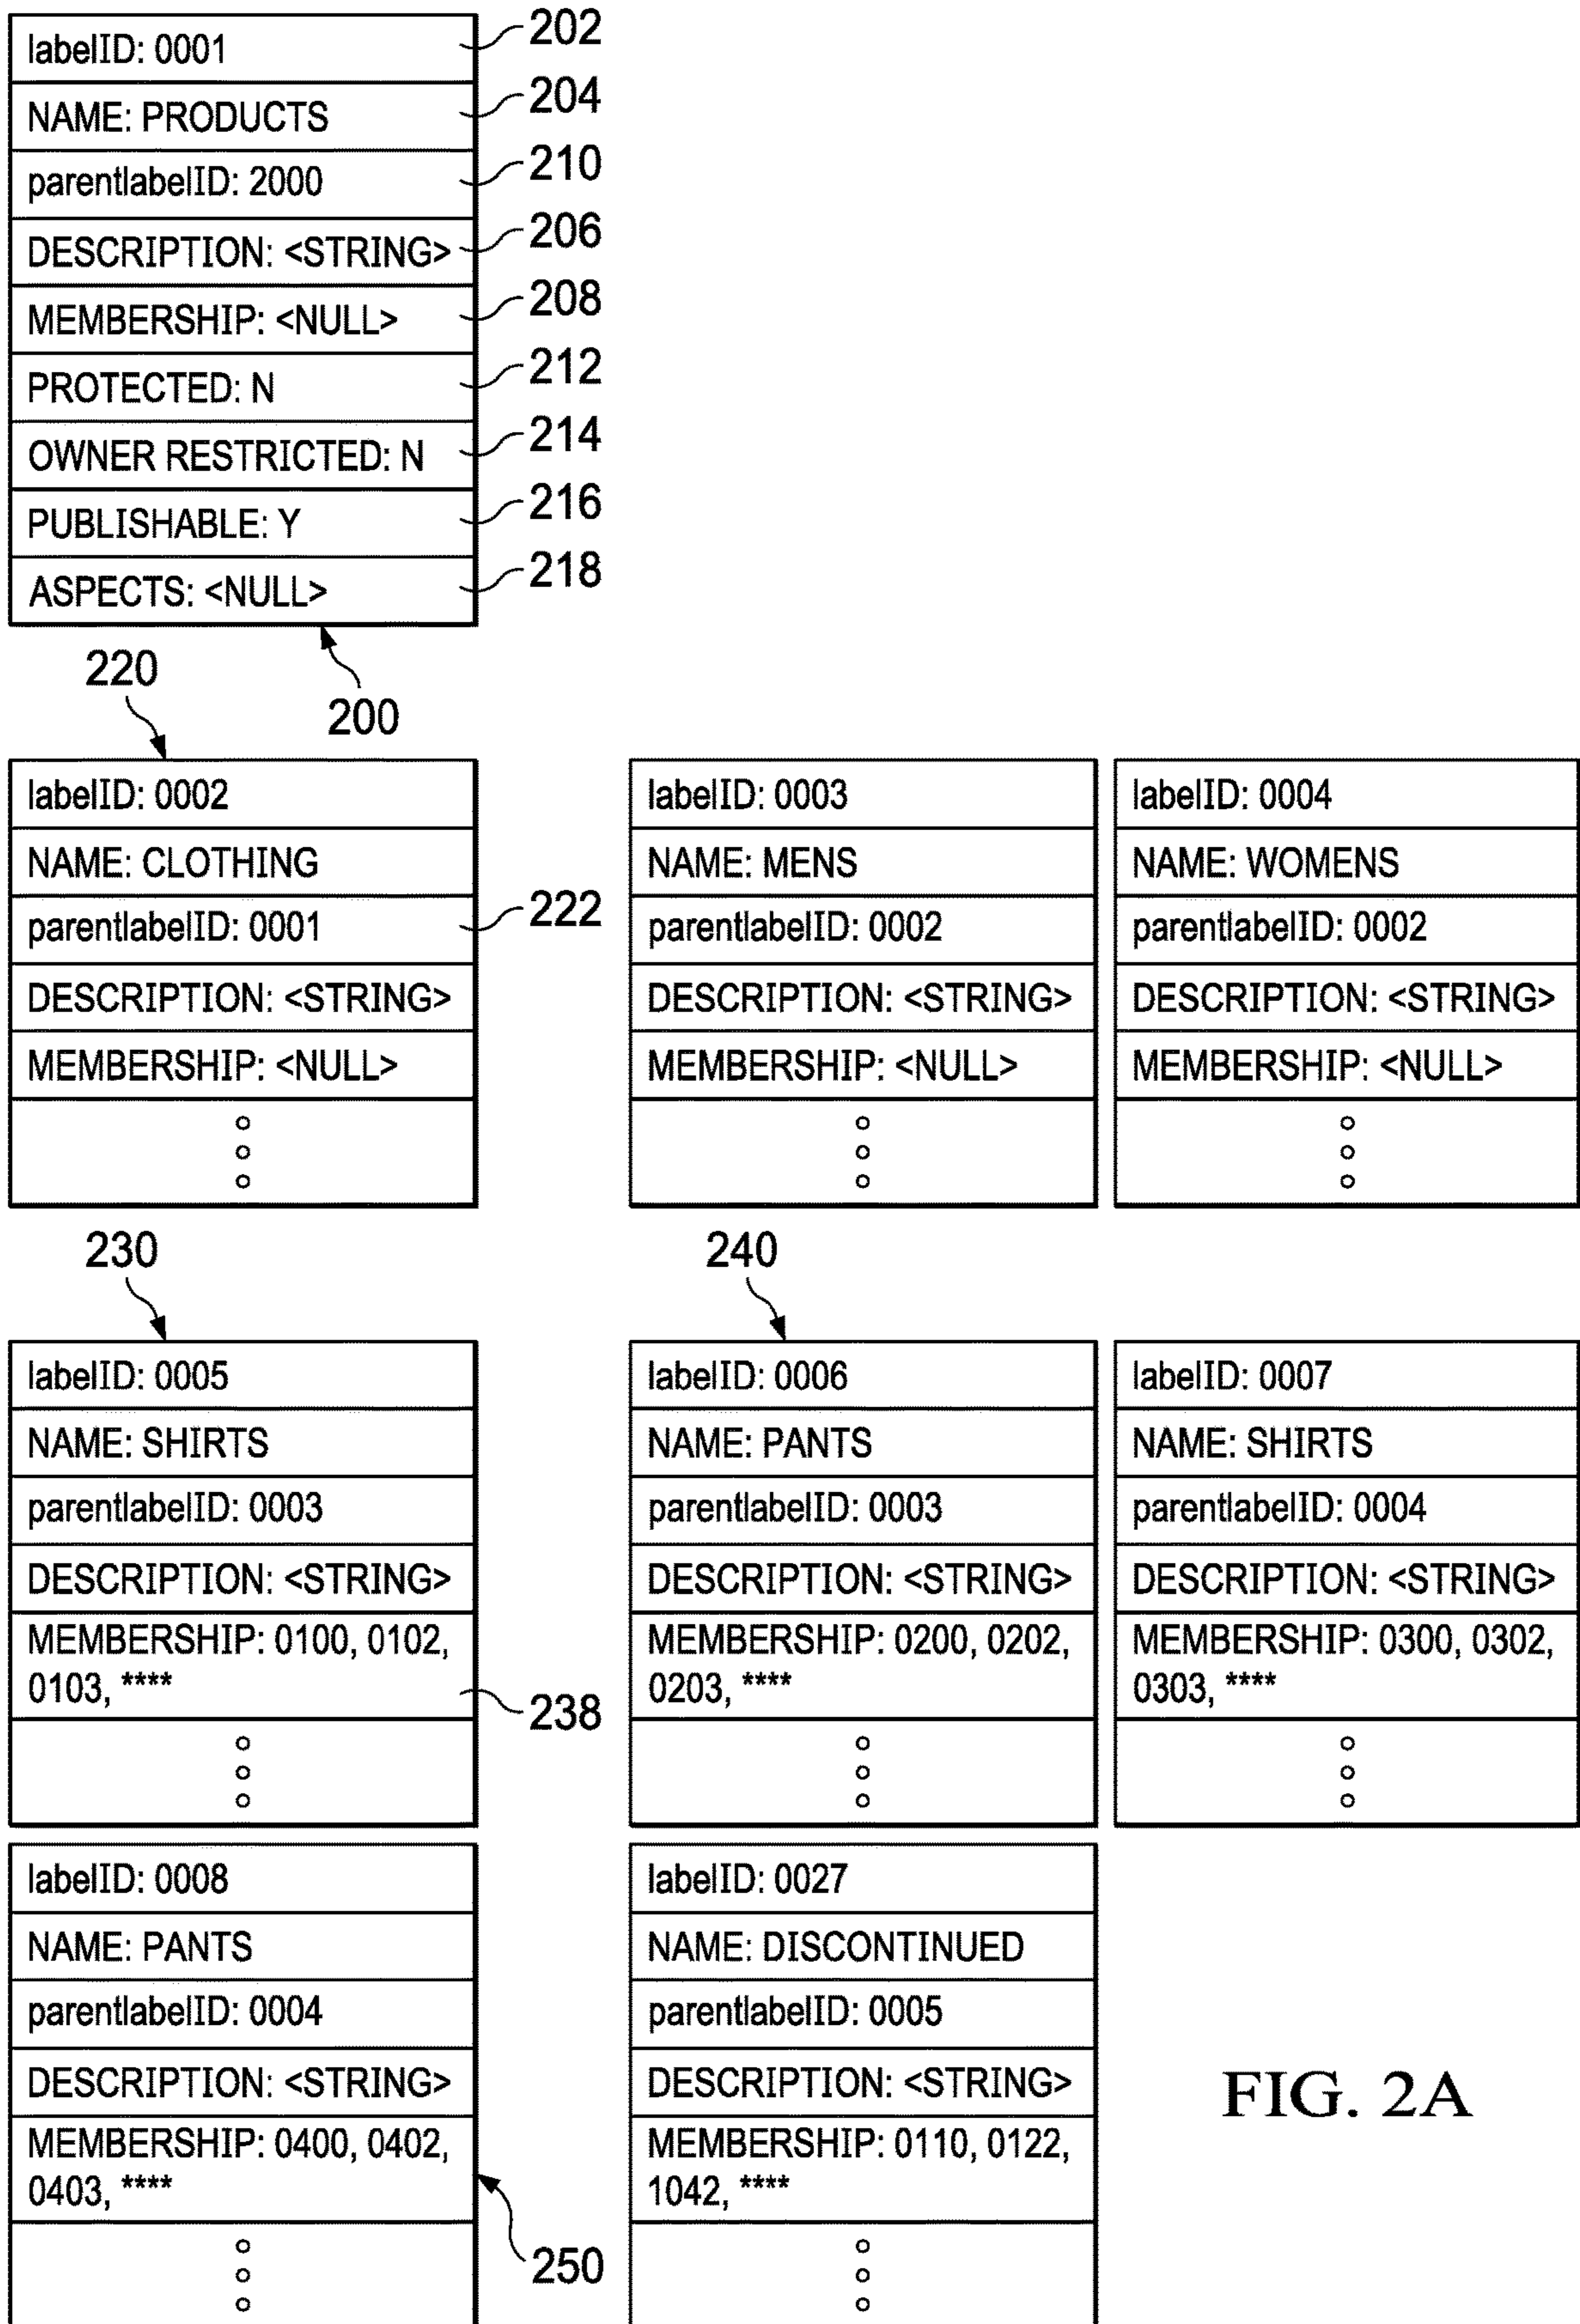 labelID: 0001
202
NAME: PRODUCTS
204
parentlabelID: 2000
210
DESCRIPTION: <STRING>
206
MEMBERSHIP: <NULL>
208
PROTECTED: N
212
OWNER RESTRICTED: N
214
PUBLISHABLE: Y
216
ASPECTS: <NULL>
218
200
220
labelID: 0002
NAME: CLOTHING
parentlabelID: 0001
222
DESCRIPTION: <STRING>
MEMBERSHIP: <NULL>
labelID: 0003
NAME: MENS
parentlabelID: 0002
DESCRIPTION: <STRING>
MEMBERSHIP: <NULL>
labelID: 0004
NAME: WOMENS
parentlabelID: 0002
DESCRIPTION: <STRING>
MEMBERSHIP: <NULL>
230
labelID: 0005
NAME: SHIRTS
parentlabelID: 0003
DESCRIPTION: <STRING>
MEMBERSHIP: 0100, 0102,
0103, ****
238
240
labelID: 0006
NAME: PANTS
parentlabelID: 0003
DESCRIPTION: <STRING>
MEMBERSHIP: 0200, 0202,
0203, ****
labelID: 0007
NAME: SHIRTS
parentlabelID: 0004
DESCRIPTION: <STRING>
MEMBERSHIP: 0300, 0302,
0303, ****
labelID: 0008
NAME: PANTS
parentlabelID: 0004
DESCRIPTION: <STRING>
MEMBERSHIP: 0400, 0402,
0403, ****
250
labelID: 0027
NAME: DISCONTINUED
parentlabelID: 0005
DESCRIPTION: <STRING>
MEMBERSHIP: 0110, 0122,
1042, ****
FIG. 2A